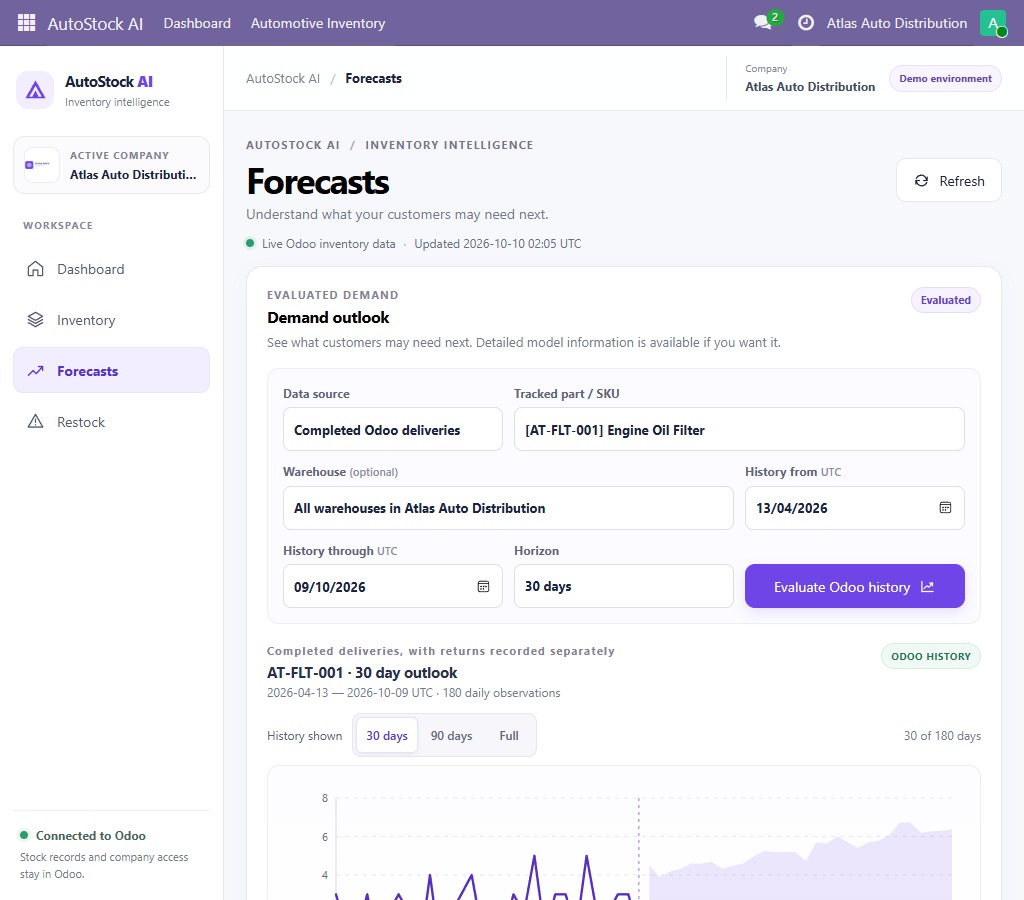 AutoStock AI Dashboard Automotive Inventory 2 Atlas Auto Distribution A
AutoStock AI
Inventory intelligence
ACTIVE COMPANY
Atlas Auto Distributi...
WORKSPACE
Dashboard
Inventory
Forecasts
Restock
Connected to Odoo
Stock records and company access
stay in Odoo.
AutoStock AI / Forecasts
Company
Atlas Auto Distribution
Demo environment
AUTOSTOCK AI / INVENTORY INTELLIGENCE
Forecasts
Understand what your customers may need next.
Live Odoo inventory data · Updated 2026-10-10 02:05 UTC
Refresh
EVALUATED DEMAND
Demand outlook
See what customers may need next. Detailed model information is available if you want it.
Evaluated
Data source
Completed Odoo deliveries
Tracked part / SKU
[AT-FLT-001] Engine Oil Filter
Warehouse (optional)
All warehouses in Atlas Auto Distribution
History from UTC
13/04/2026
History through UTC
09/10/2026
Horizon
30 days
Evaluate Odoo history
Completed deliveries, with returns recorded separately
AT-FLT-001 · 30 day outlook
2026-04-13 — 2026-10-09 UTC · 180 daily observations
ODOO HISTORY
History shown 30 days 90 days Full
30 of 180 days
8
6
4